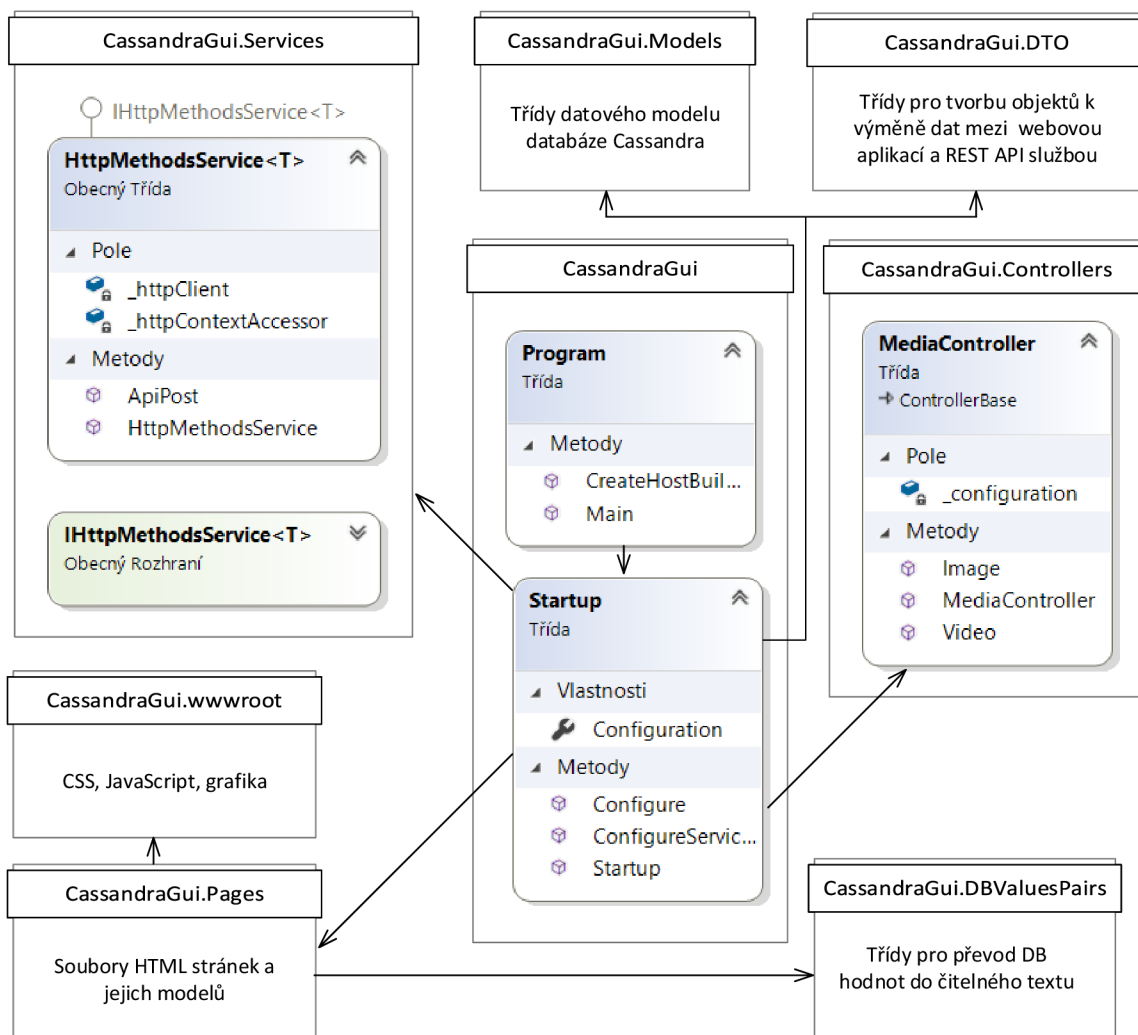 CassandraGui.Services
IHttpMethodsService<T>
HttpMethodsService<T>
Obecný Třída
Pole
_httpClient
_httpContextAccessor
Metody
ApiPost
HttpMethodsService
IHttpMethodsService<T>
Obecný Rozhraní
CassandraGui.Models
Třídy datového modelu
databáze Cassandra
CassandraGui.DTO
Třídy pro tvorbu objektů k
výměně dat mezi webovou
aplikací a REST API službou
CassandraGui
Program
Třída
Metody
CreateHostBuil...
Main
Startup
Třída
Vlastnosti
Configuration
Metody
Configure
ConfigureServic...
Startup
CassandraGui.Controllers
MediaController
Třída
ControllerBase
Pole
_configuration
Metody
Image
MediaController
Video
CassandraGui.wwwroot
CSS, JavaScript, grafika
CassandraGui.Pages
Soubory HTML stránek a
jejich modelů
CassandraGui.DBValuesPairs
Třídy pro převod DB
hodnot do čitelného textu